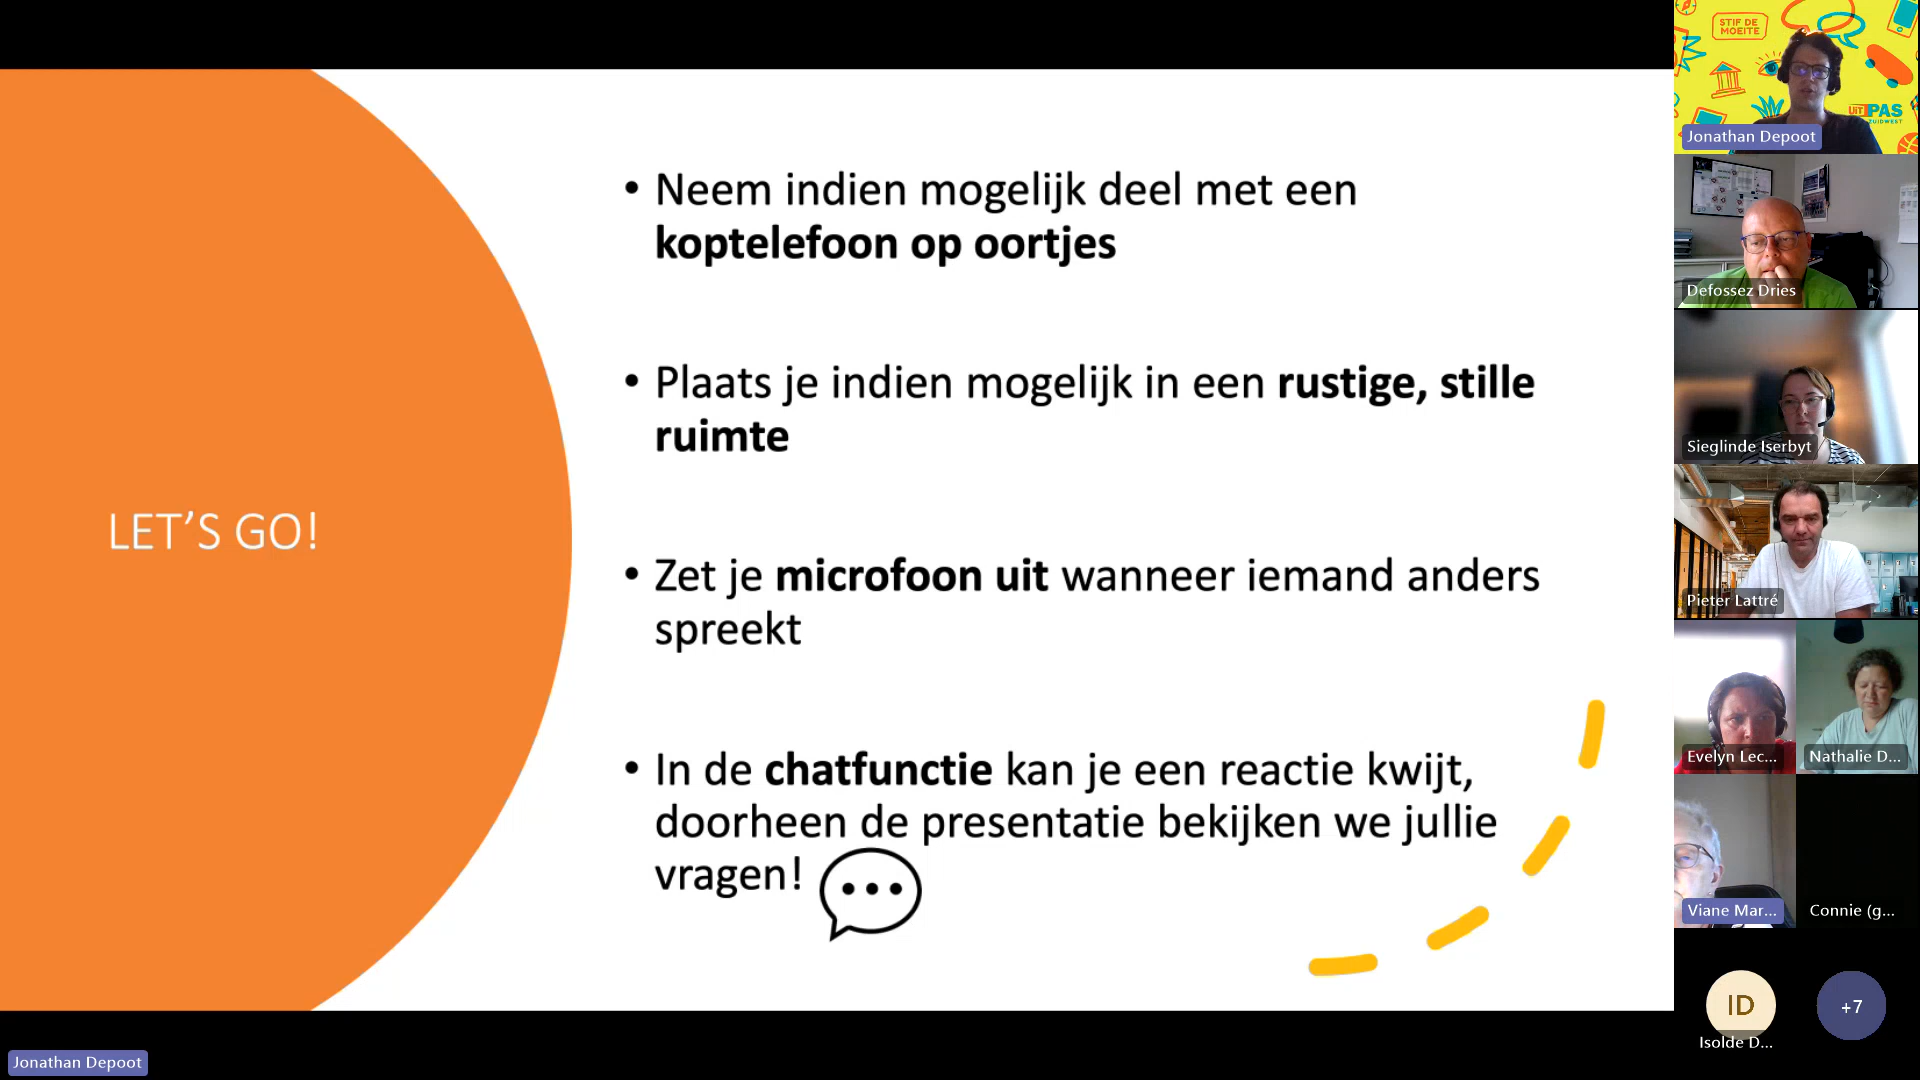 LET’S GO!
• Neem indien mogelijk deel met een
koptelefoon op oortjes
• Plaats je indien mogelijk in een rustige, stille
ruimte
• Zet je microfoon uit wanneer iemand anders
spreekt
• In de chatfunctie kan je een reactie kwijt,
doorheen de presentatie bekijken we jullie
vragen!
Jonathan Depoot
STIF DE
MOEITE
UiTPAS
ZUIDWEST
Jonathan Depoot
Defossez Dries
Sieglinde Iserbyt
Pieter Lattré
Evelyn Lec...
Nathalie D...
Viane Mar...
Connie (g...
ID
Isolde D...
+7